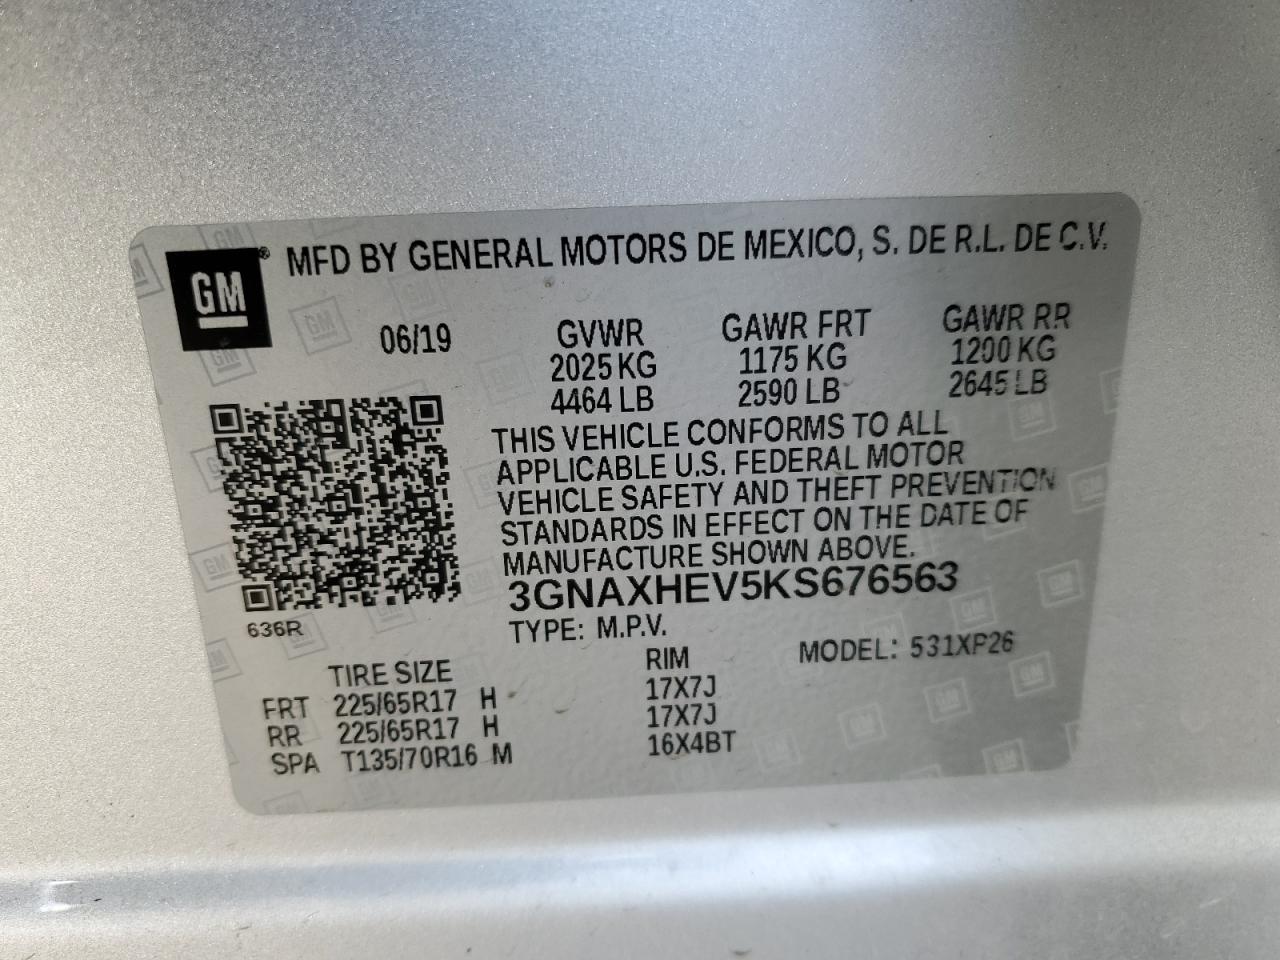 GM® MFD BY GENERAL MOTORS DE MEXICO, S. DE R.L. DE C.V.
06/19 GVWR GAWR FRT GAWR RR
2025 KG 1175 KG 1200 KG
4464 LB 2590 LB 2645 LB
THIS VEHICLE CONFORMS TO ALL
APPLICABLE U.S. FEDERAL MOTOR
VEHICLE SAFETY AND THEFT PREVENTION
STANDARDS IN EFFECT ON THE DATE OF
MANUFACTURE SHOWN ABOVE.
3GNAXHEV5KS676563
636R TYPE: M.P.V. MODEL: 531XP26
TIRE SIZE RIM
FRT 225/65R17 H 17X7J
RR 225/65R17 H 17X7J
SPA T135/70R16 M 16X4BT